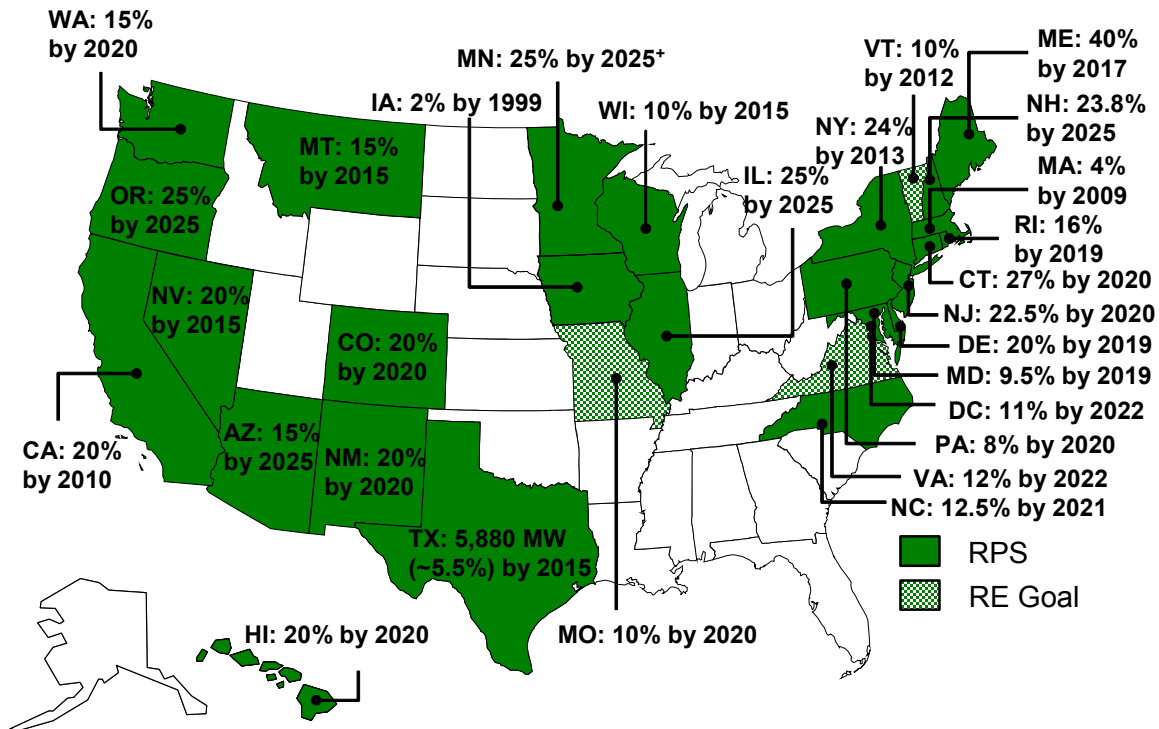 WA: 15%
by 2020
MN: 25% by 2025+
IA: 2% by 1999
WI: 10% by 2015
VT: 10%
by 2012
ME: 40%
by 2017
NH: 23.8%
by 2025
NY: 24%
by 2013
MA: 4%
by 2009
MT: 15%
by 2015
IL: 25%
by 2025
OR: 25%
by 2025
RI: 16%
by 2019
CT: 27% by 2020
NV: 20%
by 2015
NJ: 22.5% by 2020
CO: 20%
by 2020
DE: 20% by 2019
MD: 9.5% by 2019
DC: 11% by 2022
CA: 20%
by 2010
AZ: 15%
by 2025
NM: 20%
by 2020
PA: 8% by 2020
VA: 12% by 2022
NC: 12.5% by 2021
TX: 5,880 MW
(~5.5%) by 2015
RPS
RE Goal
HI: 20% by 2020
MO: 10% by 2020